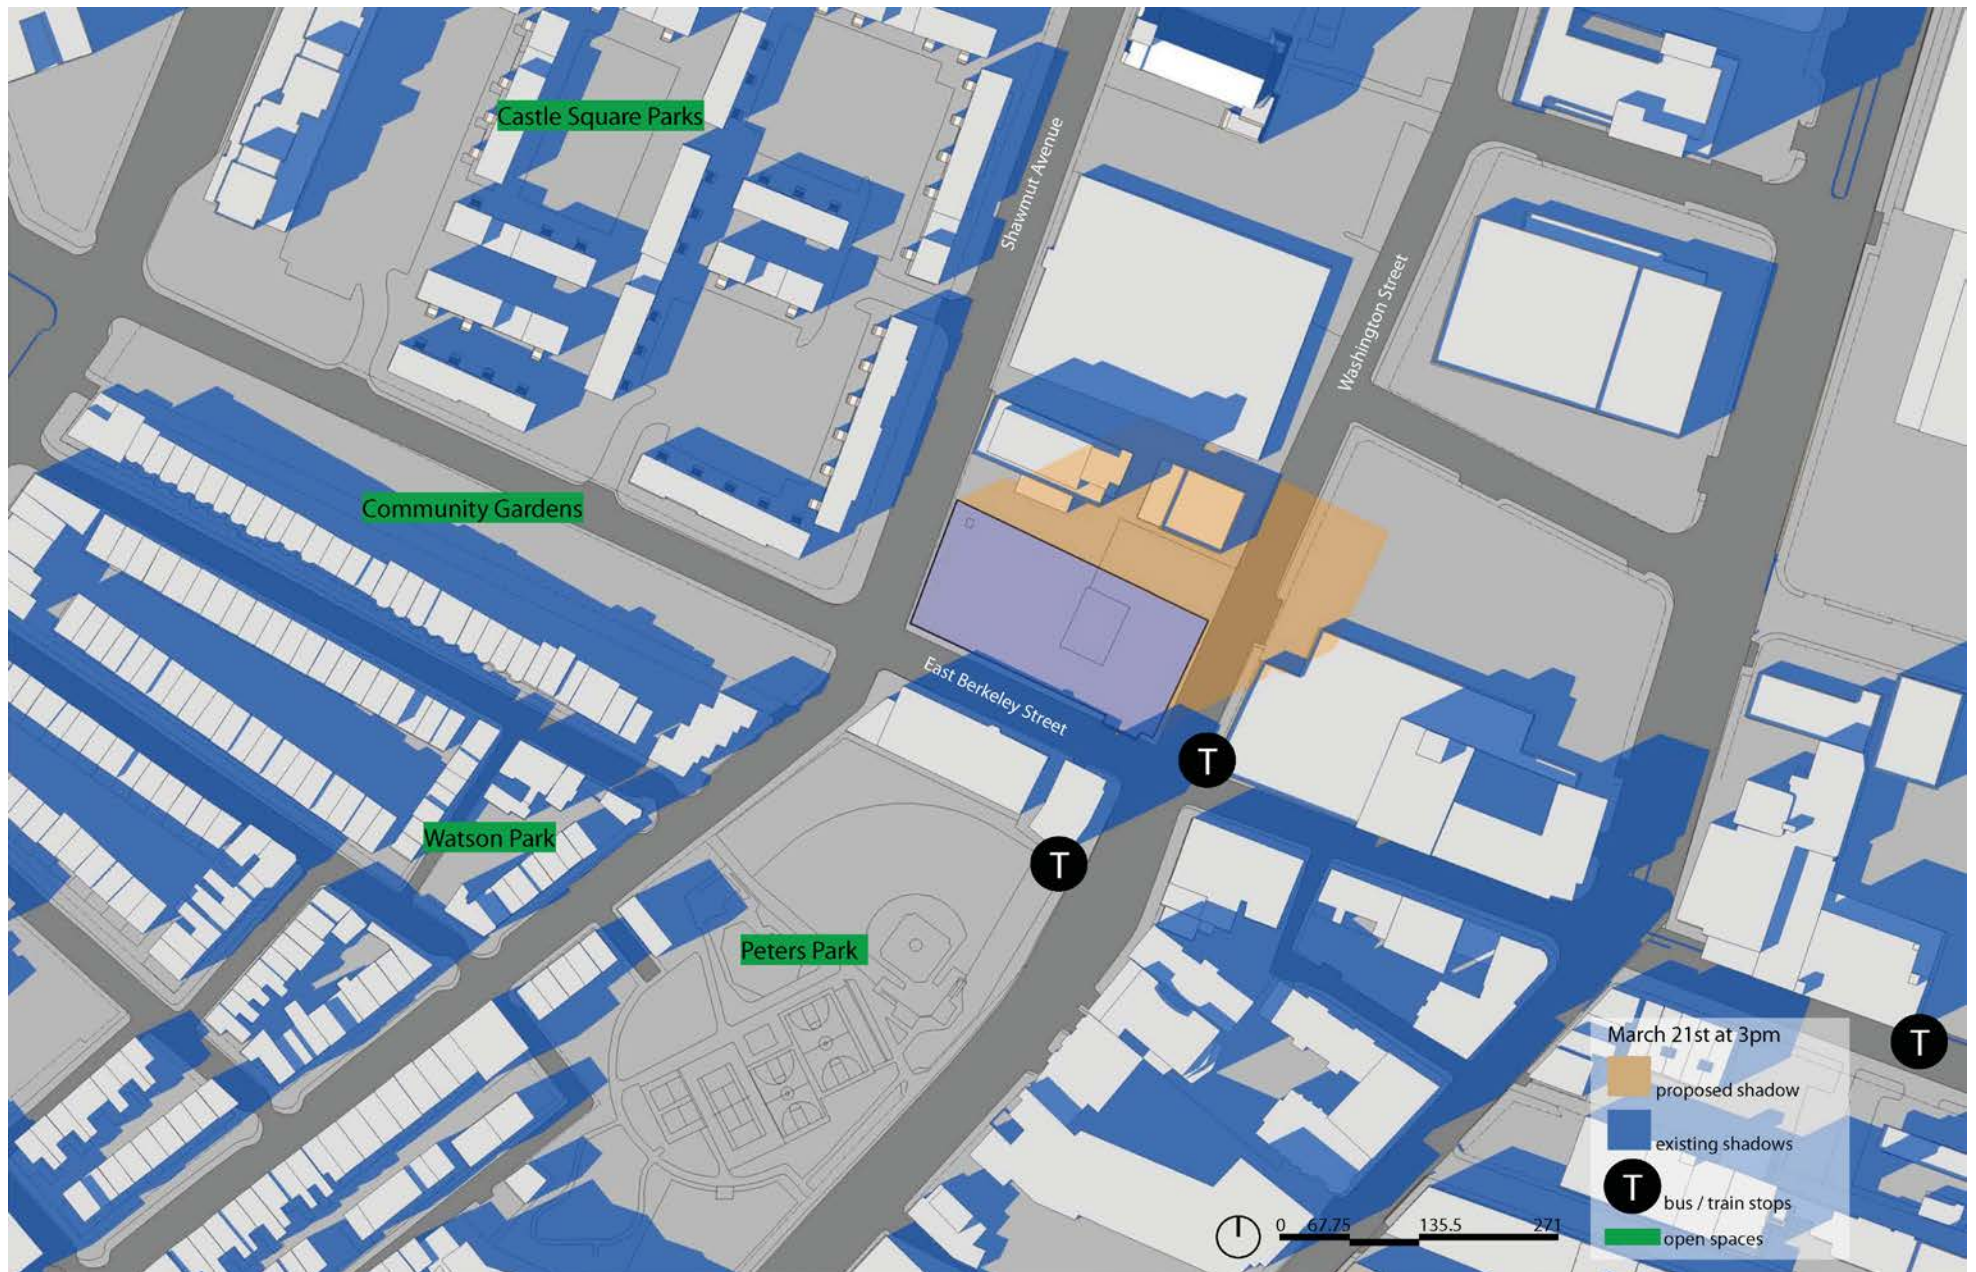 Castle Square Parks
Shawmut Avenue
Washington Street
Community Gardens
East Berkeley Street
T
Watson Park
T
Peters Park
T
March 21st at 3pm
proposed shadow
existing shadows
T
bus / train stops
open spaces
0 67.75 135.5 271